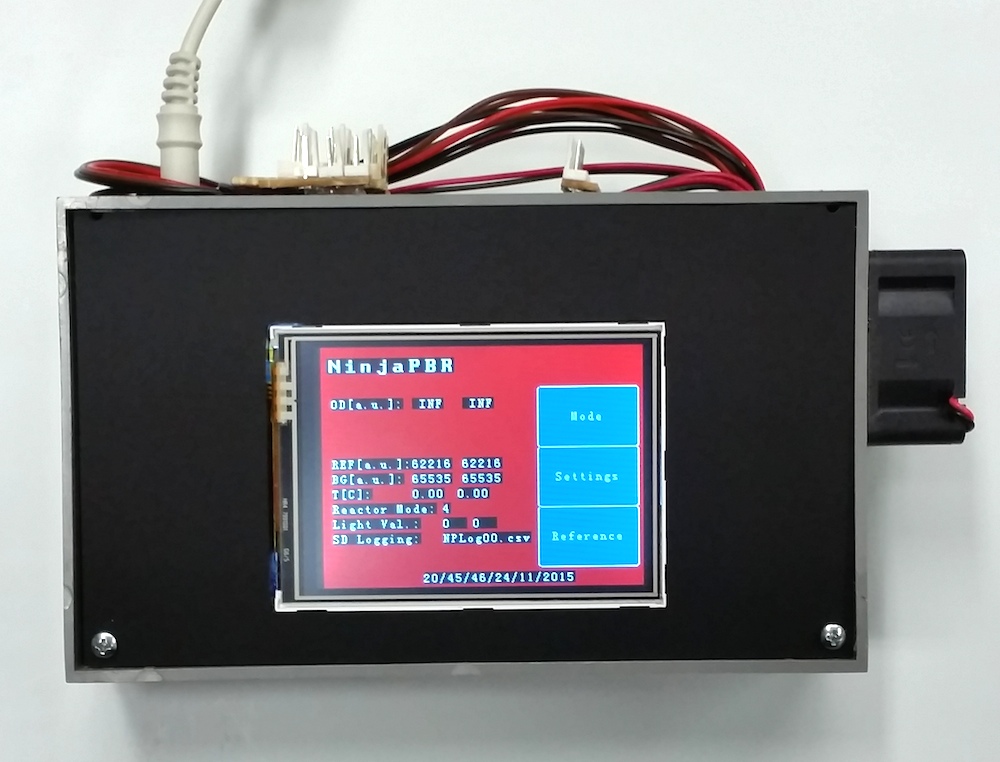 NinjaPBR
OD[a.u.]: INF INF
REF[a.u.]:62216 62216
BG[a.u.]: 65535 65535
T[C]: 0.00 0.00
Reactor Mode: 4
Light Val.: 0 0
SD Logging: NPLog00.csv
20/45/46/24/11/2015
Mode
Settings
Reference